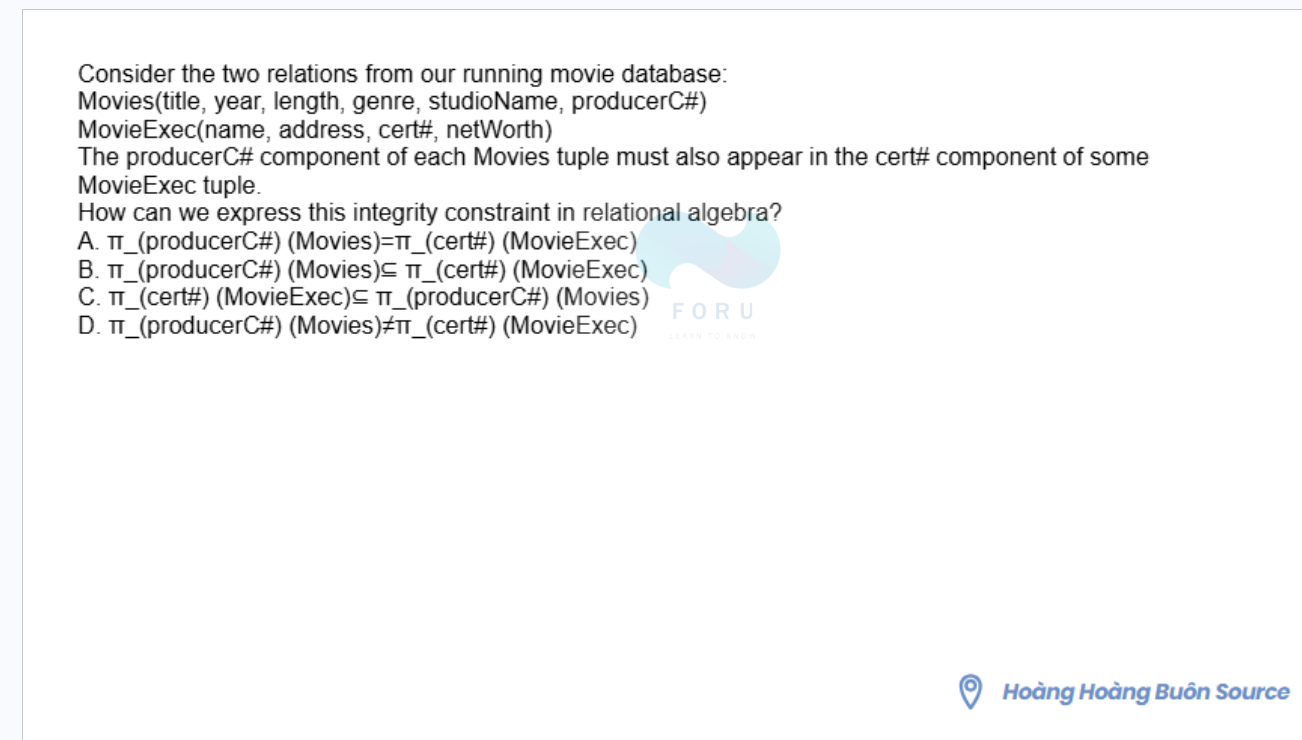 Consider the two relations from our running movie database:
Movies(title, year, length, genre, studioName, producerC#)
MovieExec(name, address, cert#, netWorth)
The producerC# component of each Movies tuple must also appear in the cert# component of some
MovieExec tuple.
How can we express this integrity constraint in relational algebra?
A. π_(producerC#) (Movies)=π_(cert#) (MovieExec)
B. π_(producerC#) (Movies)⊆ π_(cert#) (MovieExec)
C. π_(cert#) (MovieExec)⊆ π_(producerC#) (Movies)
D. π_(producerC#) (Movies)≠π_(cert#) (MovieExec)
FORU
LEARN TO KNOW
Hoàng Hoàng Buôn Source